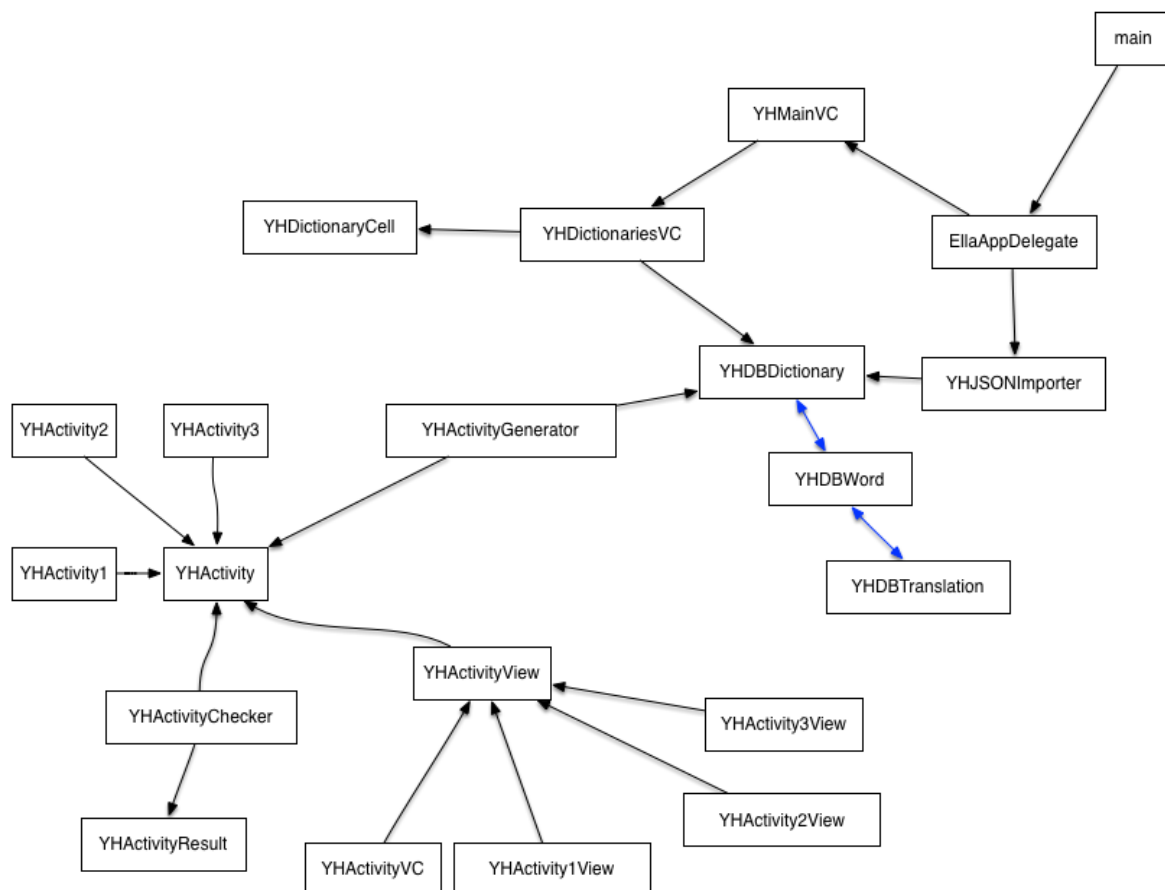 main
YHMainVC
YHDictionaryCell
YHDictionariesVC
EllaAppDelegate
YHDBDictionary
YHJSONImporter
YHActivity2
YHActivity3
YHActivityGenerator
YHDBWord
YHActivity1
YHActivity
YHDBTranslation
YHActivityView
YHActivityChecker
YHActivity3View
YHActivity2View
YHActivityResult
YHActivityVC
YHActivity1View